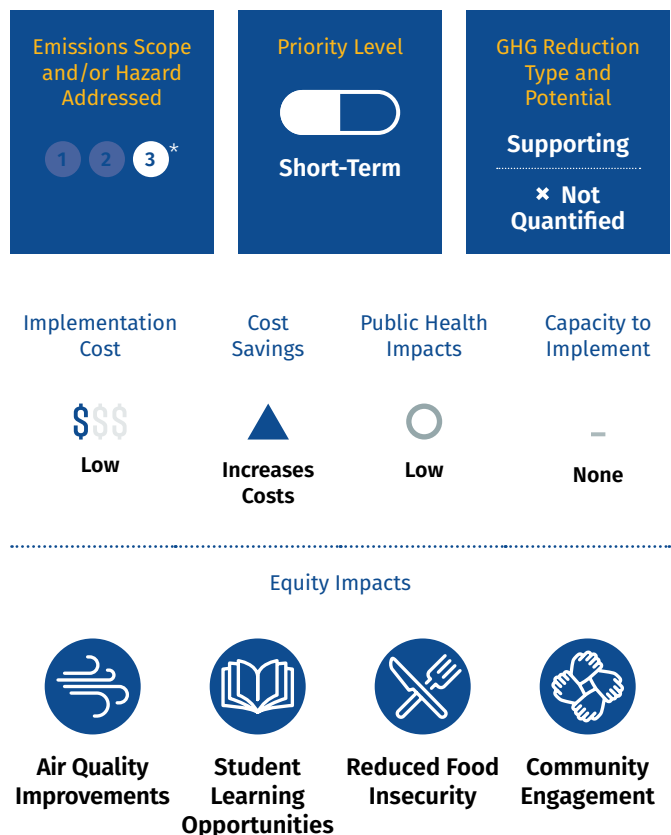 Emissions Scope
and/or Hazard
Addressed
1 2 3*
Priority Level
Short-Term
GHG Reduction
Type and
Potential
Supporting
× Not
Quantified
Implementation
Cost
$$$
Low
Cost
Savings
Increases
Costs
Public Health
Impacts
Low
Capacity to
Implement
–
None
Equity Impacts
Air Quality
Improvements
Student
Learning
Opportunities
Reduced Food
Insecurity
Community
Engagement